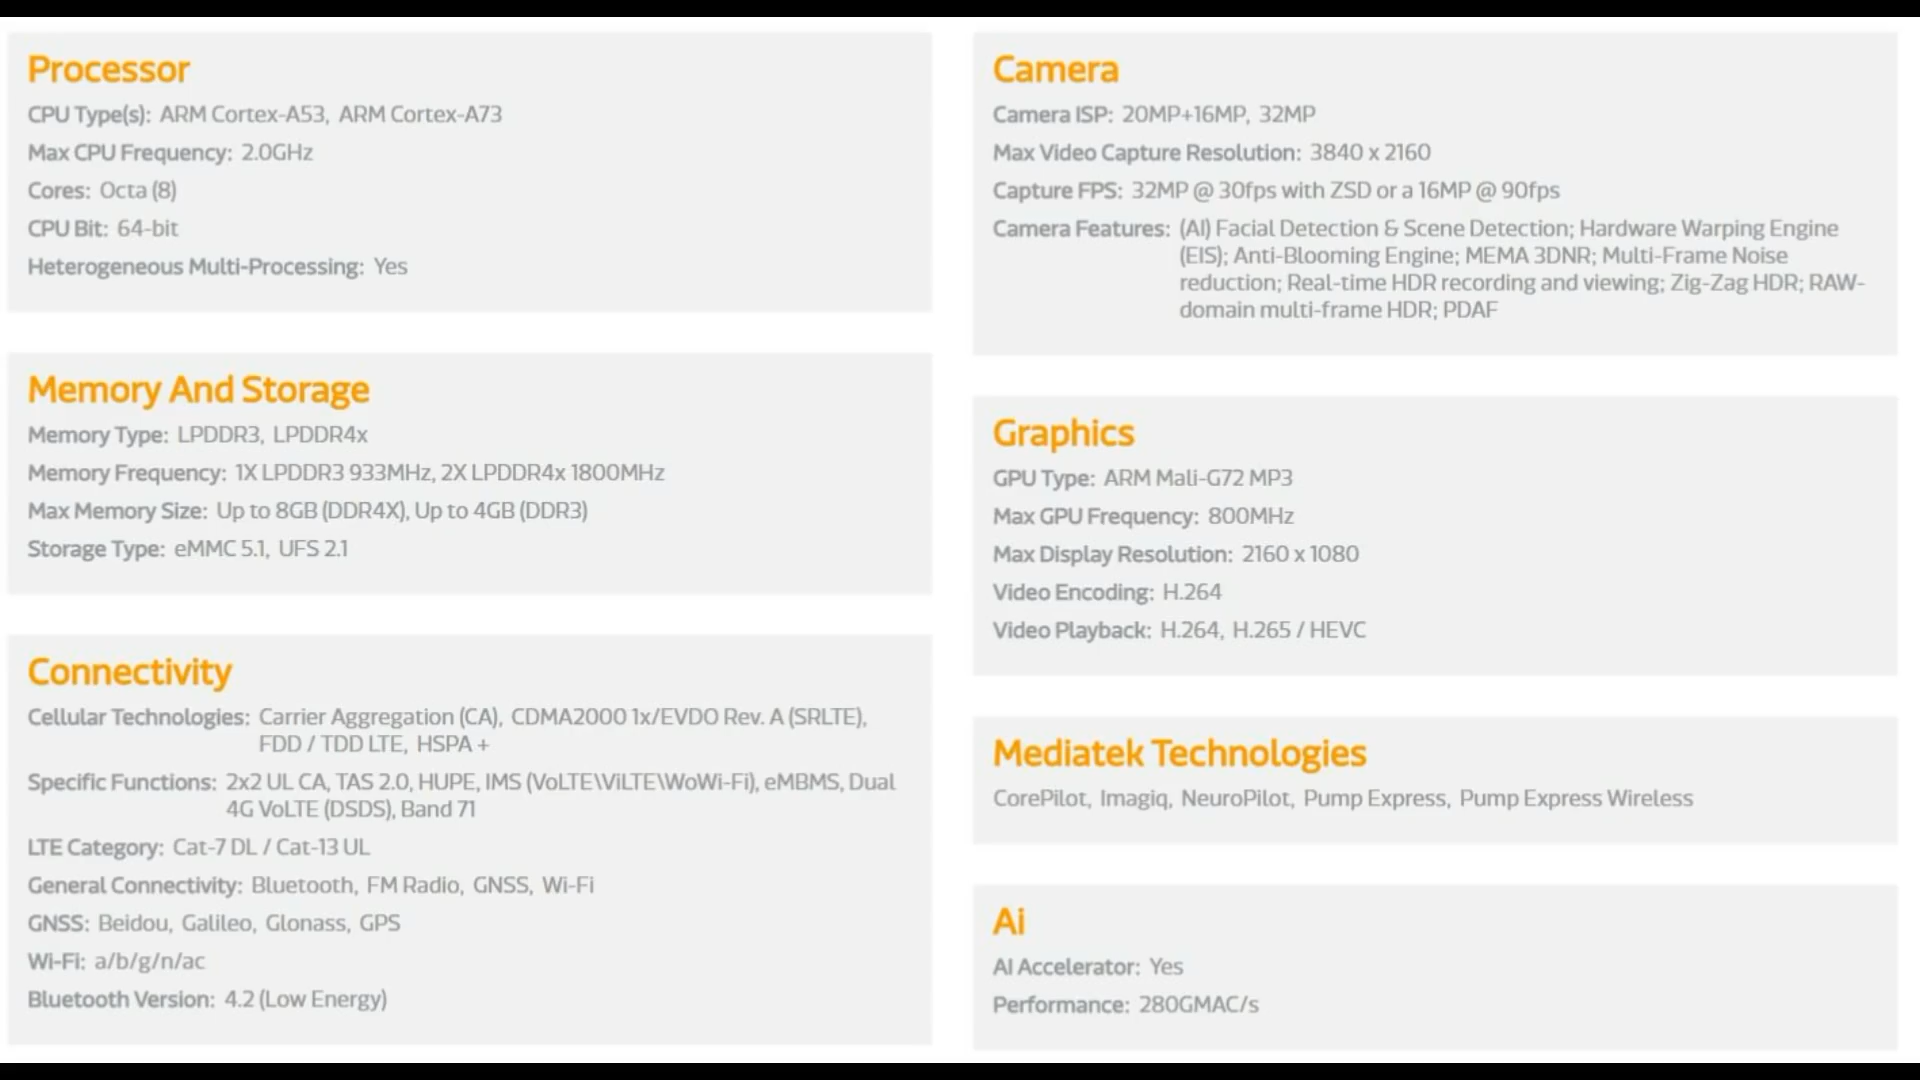 Processor
CPU Type(s): ARM Cortex-A53, ARM Cortex-A73
Max CPU Frequency: 2.0GHz
Cores: Octa (8)
CPU Bit: 64-bit
Heterogeneous Multi-Processing: Yes
Memory And Storage
Memory Type: LPDDR3, LPDDR4x
Memory Frequency: 1X LPDDR3 933MHz, 2X LPDDR4x 1800MHz
Max Memory Size: Up to 8GB (DDR4X), Up to 4GB (DDR3)
Storage Type: eMMC 5.1, UFS 2.1
Connectivity
Cellular Technologies: Carrier Aggregation (CA), CDMA2000 1x/EVDO Rev. A (SRLTE),
FDD / TDD LTE, HSPA +
Specific Functions: 2x2 UL CA, TAS 2.0, HUPE, IMS (VoLTE\ViLTE\WoWi-Fi), eMBMS, Dual
4G VoLTE (DSDS), Band 71
LTE Category: Cat-7 DL / Cat-13 UL
General Connectivity: Bluetooth, FM Radio, GNSS, Wi-Fi
GNSS: Beidou, Galileo, Glonass, GPS
Wi-Fi: a/b/g/n/ac
Bluetooth Version: 4.2 (Low Energy)
Camera
Camera ISP: 20MP+16MP, 32MP
Max Video Capture Resolution: 3840 x 2160
Capture FPS: 32MP @ 30fps with ZSD or a 16MP @ 90fps
Camera Features: (AI) Facial Detection & Scene Detection; Hardware Warping Engine
(EIS); Anti-Blooming Engine; MEMA 3DNR; Multi-Frame Noise
reduction; Real-time HDR recording and viewing; Zig-Zag HDR; RAW-
domain multi-frame HDR; PDAF
Graphics
GPU Type: ARM Mali-G72 MP3
Max GPU Frequency: 800MHz
Max Display Resolution: 2160 x 1080
Video Encoding: H.264
Video Playback: H.264, H.265 / HEVC
Mediatek Technologies
CorePilot, Imagiq, NeuroPilot, Pump Express, Pump Express Wireless
Ai
AI Accelerator: Yes
Performance: 280GMAC/s